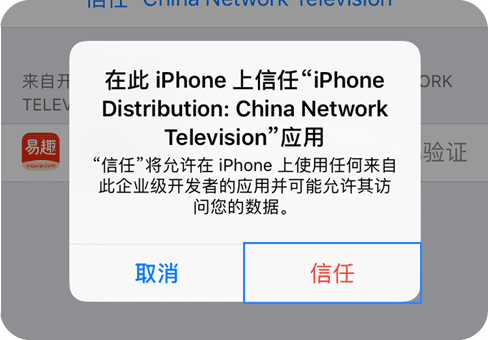 信任 "China Network Television"
在此 iPhone 上信任“iPhone
Distribution: China Network
Television”应用
来自开
ORK
TELEV
易趣
验证
“信任”将允许在 iPhone 上使用任何来自
此企业级开发者的应用并可能允许其访
问您的数据。
取消
信任